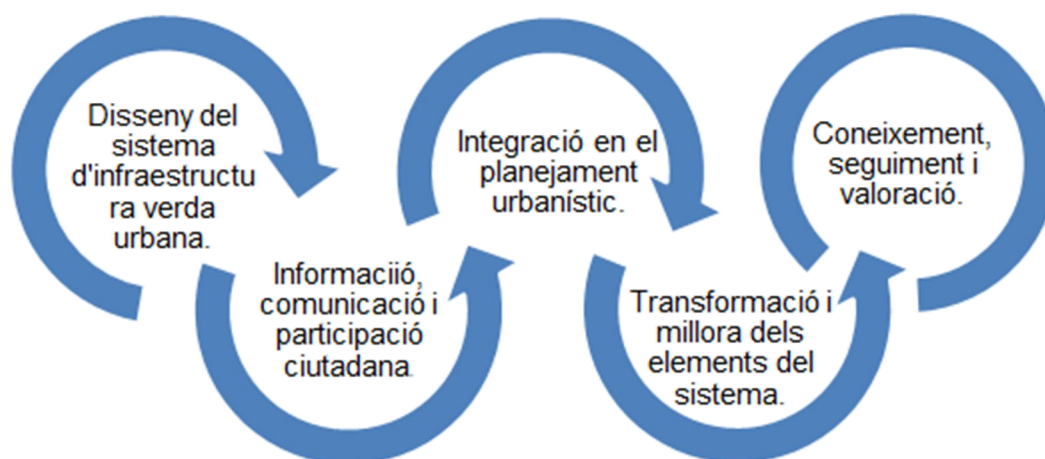 Disseny del
sistema
d'infraestructu
ra verda
urbana.
Informaciió,
comunicació i
participació
ciutadana.
Integració en el
planejament
urbanístic.
Transformació i
millora dels
elements del
sistema.
Coneixement,
seguiment i
valoració.